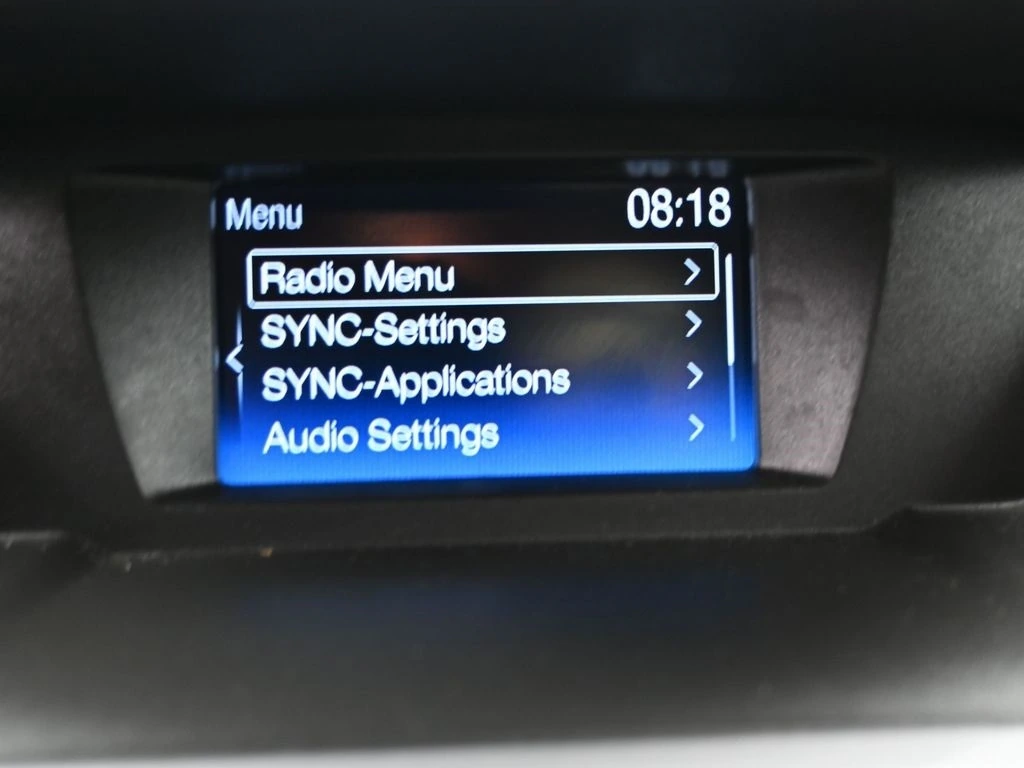 Menu 08:18
Radio Menu
SYNC-Settings
SYNC-Applications
Audio Settings